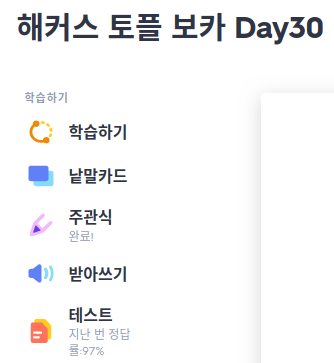 해커스 토플 보카 Day30
학습하기
학습하기
낱말카드
주관식
완료!
받아쓰기
테스트
지난 번 정답
률:97%